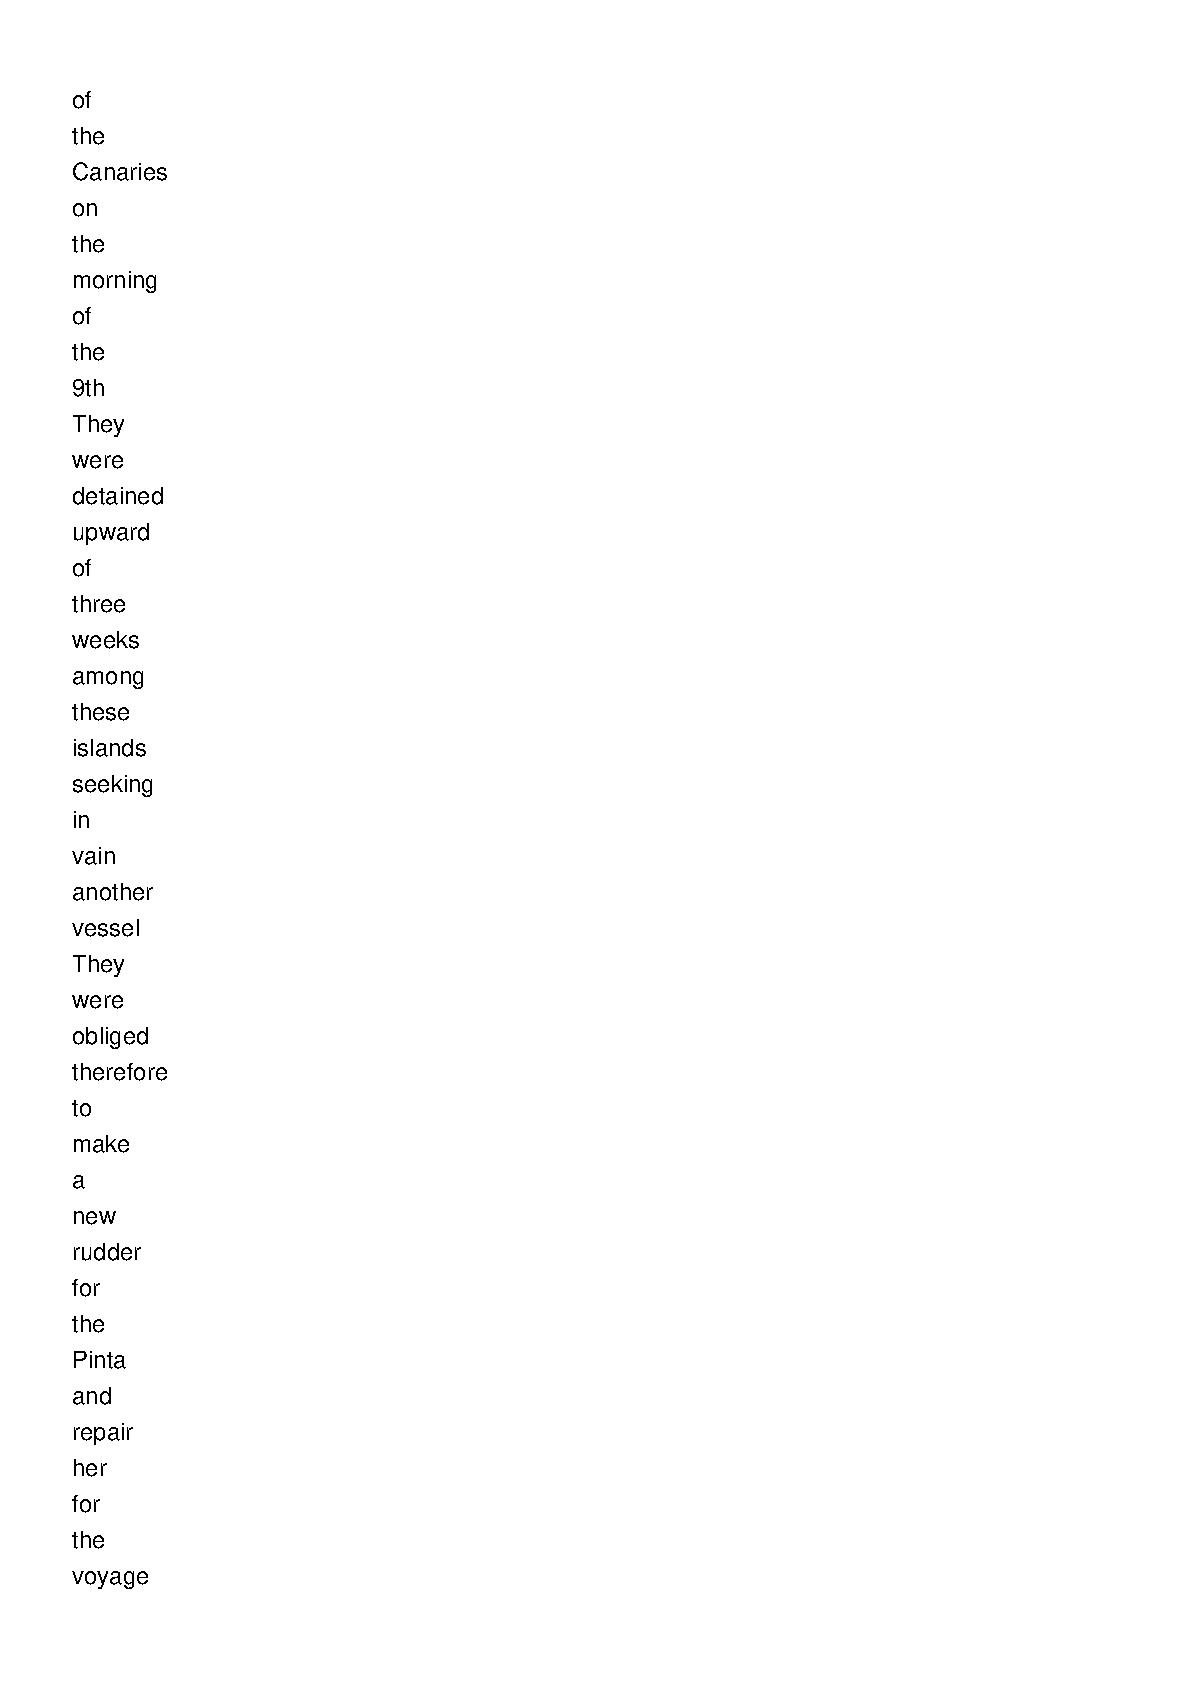 of
the
Canaries
on
the
morning
of
the
9th
They
were
detained
upward
of
three
weeks
among
these
islands
seeking
in
vain
another
vessel
They
were
obliged
therefore
to
make
a
new
rudder
for
the
Pinta
and
repair
her
for
the
voyage